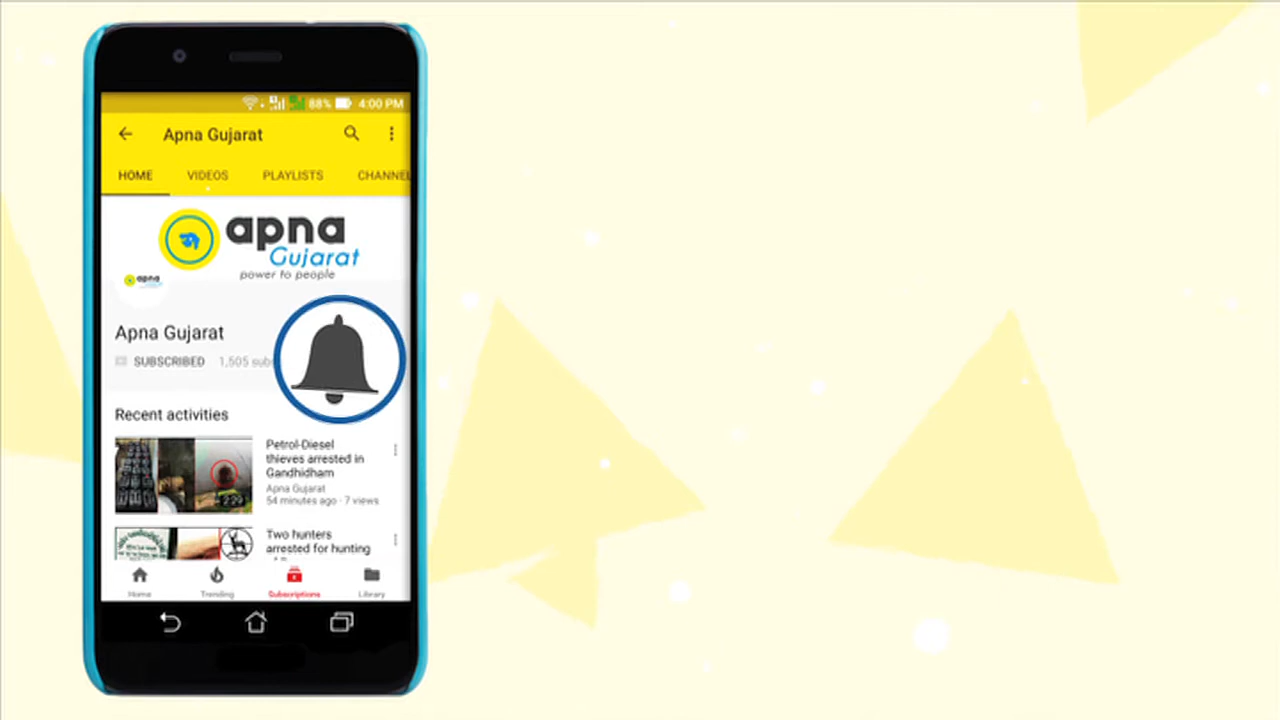 88% 4:00 PM
Apna Gujarat
HOME VIDEOS PLAYLISTS CHANNEL
apna
Gujarat
power to people
apna
Apna Gujarat
SUBSCRIBED 1,505 subs
Recent activities
Petrol-Diesel
thieves arrested in
Gandhidham
Apna Gujarat
54 minutes ago · 7 views
2:29
Two hunters
arrested for hunting
Home Trending Subscriptions Library